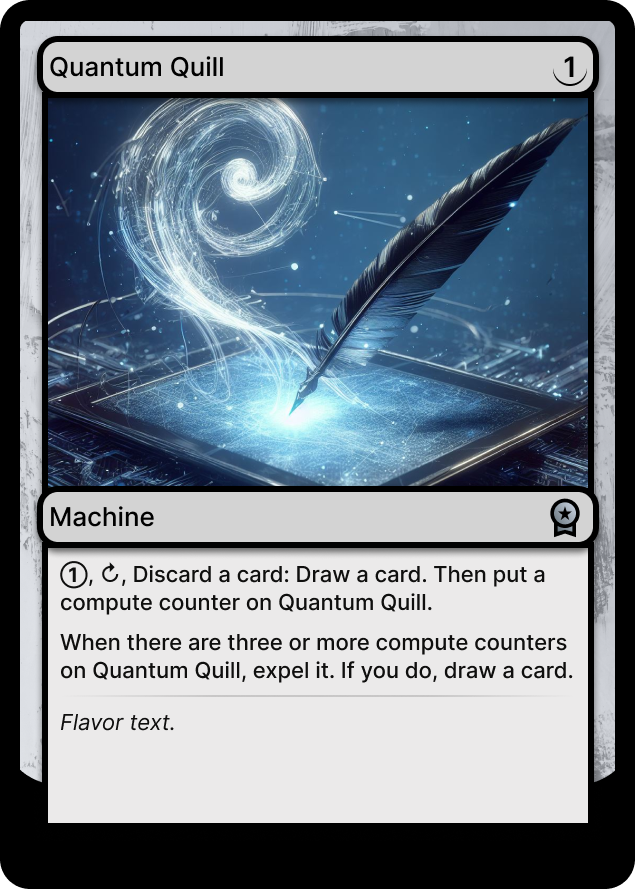 Quantum Quill 1
Machine
①, ↻, Discard a card: Draw a card. Then put a
compute counter on Quantum Quill.
When there are three or more compute counters
on Quantum Quill, expel it. If you do, draw a card.
Flavor text.